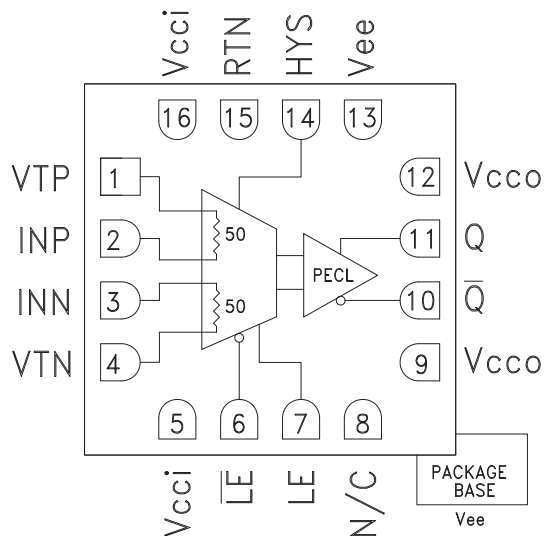 Vcci
RTN
HYS
Vee
16
15
14
13
VTP
1
12
Vcco
50
INP
2
11
Q
PECL
INN
3
50
10
Q̅
VTN
4
9
Vcco
5
6
7
8
Vcci
L̅E̅
LE
N/C
PACKAGE
BASE
Vee